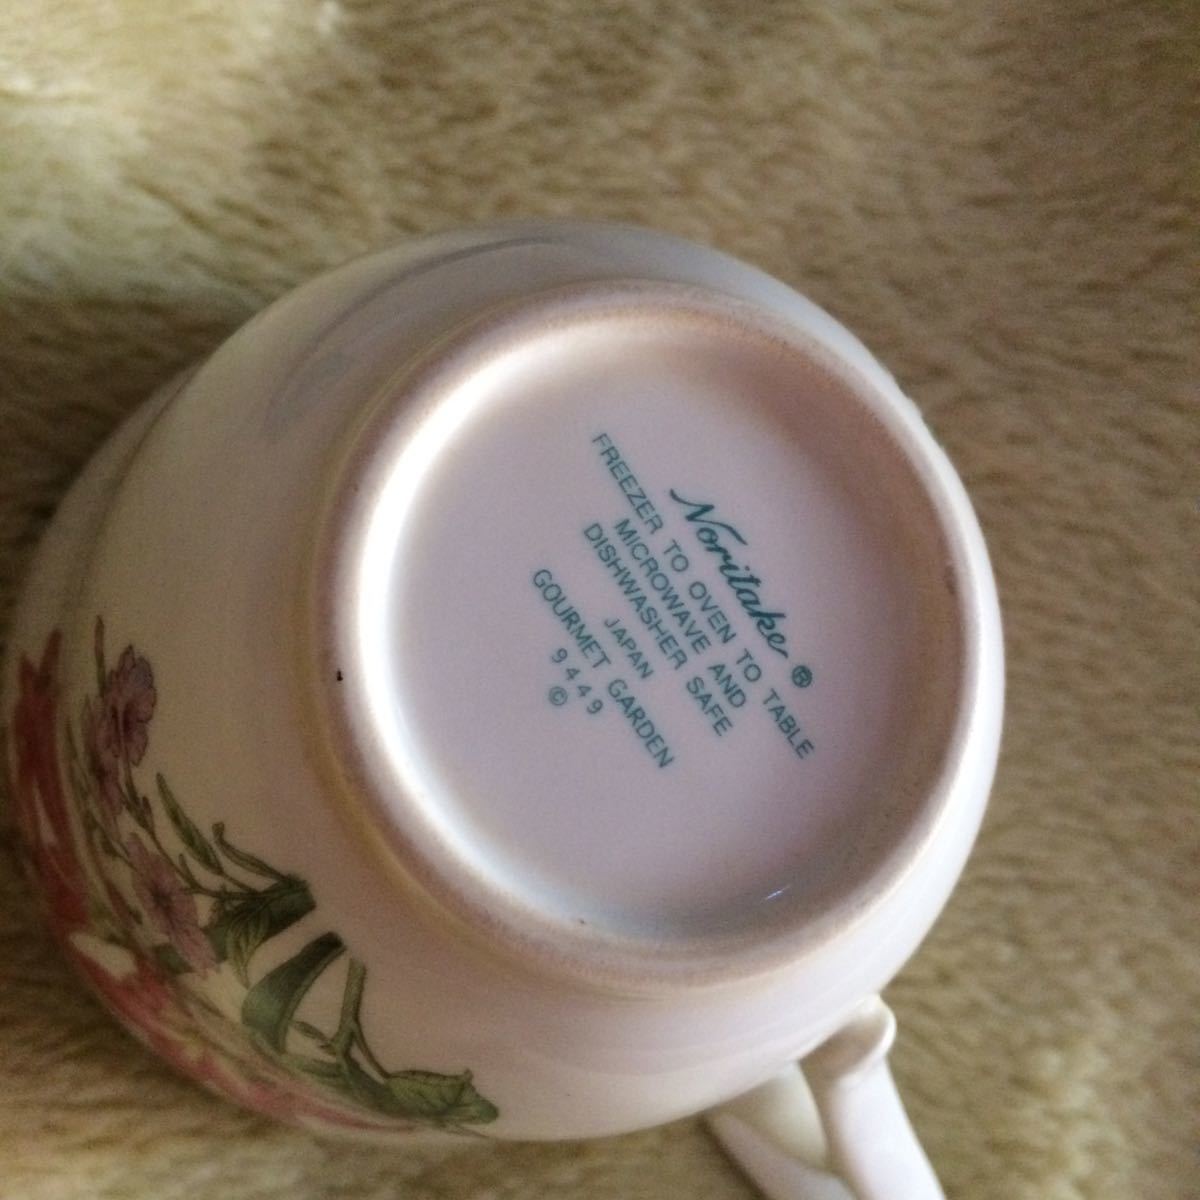 Noritake ®
FREEZER TO OVEN TO TABLE
MICROWAVE AND
DISHWASHER SAFE
JAPAN
GOURMET GARDEN
9449
©